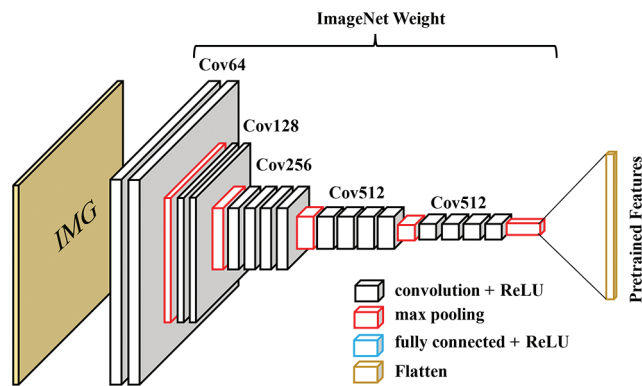 ImageNet Weight
Cov64
Cov128
Cov256
Cov512
Cov512
IMG
Pretrained Features
convolution + ReLU
max pooling
fully connected + ReLU
Flatten